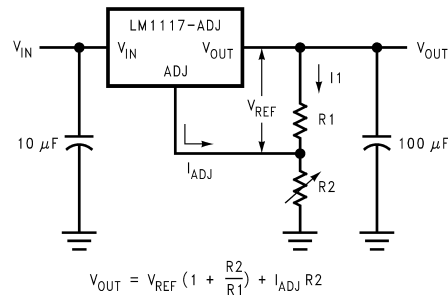 LM1117-ADJ
VIN
VIN
VOUT
VOUT
ADJ
I1
VREF
R1
10 µF
100 µF
IADJ
R2
VOUT = VREF (1 + R2/R1) + IADJ R2